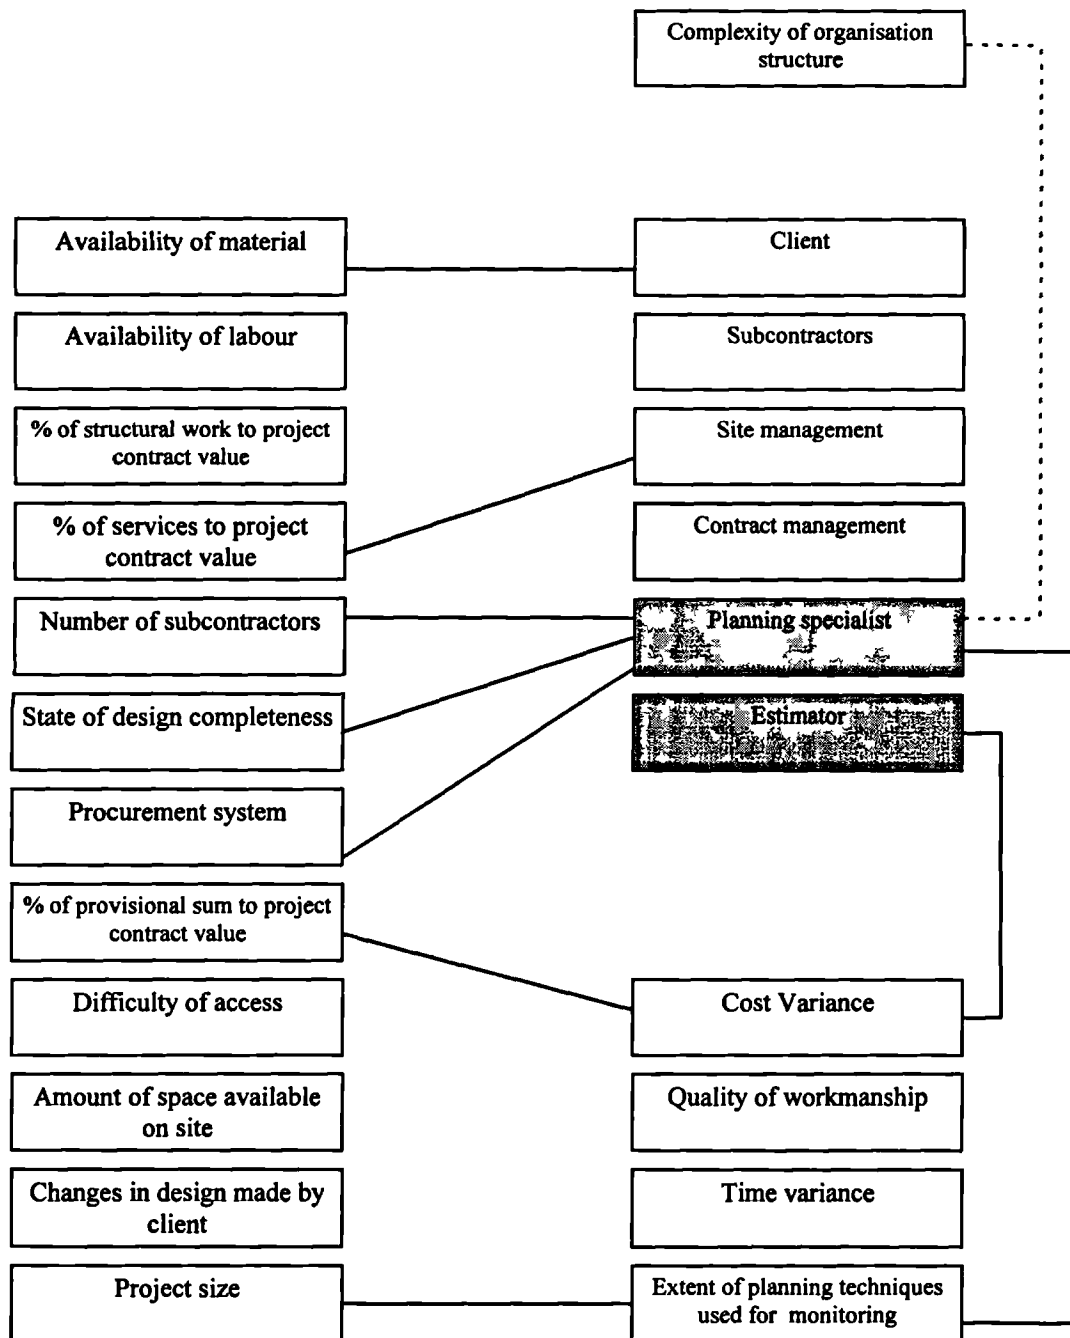 Complexity of organisation
structure
Availability of material
Client
Availability of labour
Subcontractors
% of structural work to project
contract value
Site management
% of services to project
contract value
Contract management
Number of subcontractors
Planning specialist
State of design completeness
Estimator
Procurement system
% of provisional sum to project
contract value
Difficulty of access
Cost Variance
Amount of space available
on site
Quality of workmanship
Changes in design made by
client
Time variance
Project size
Extent of planning techniques
used for monitoring